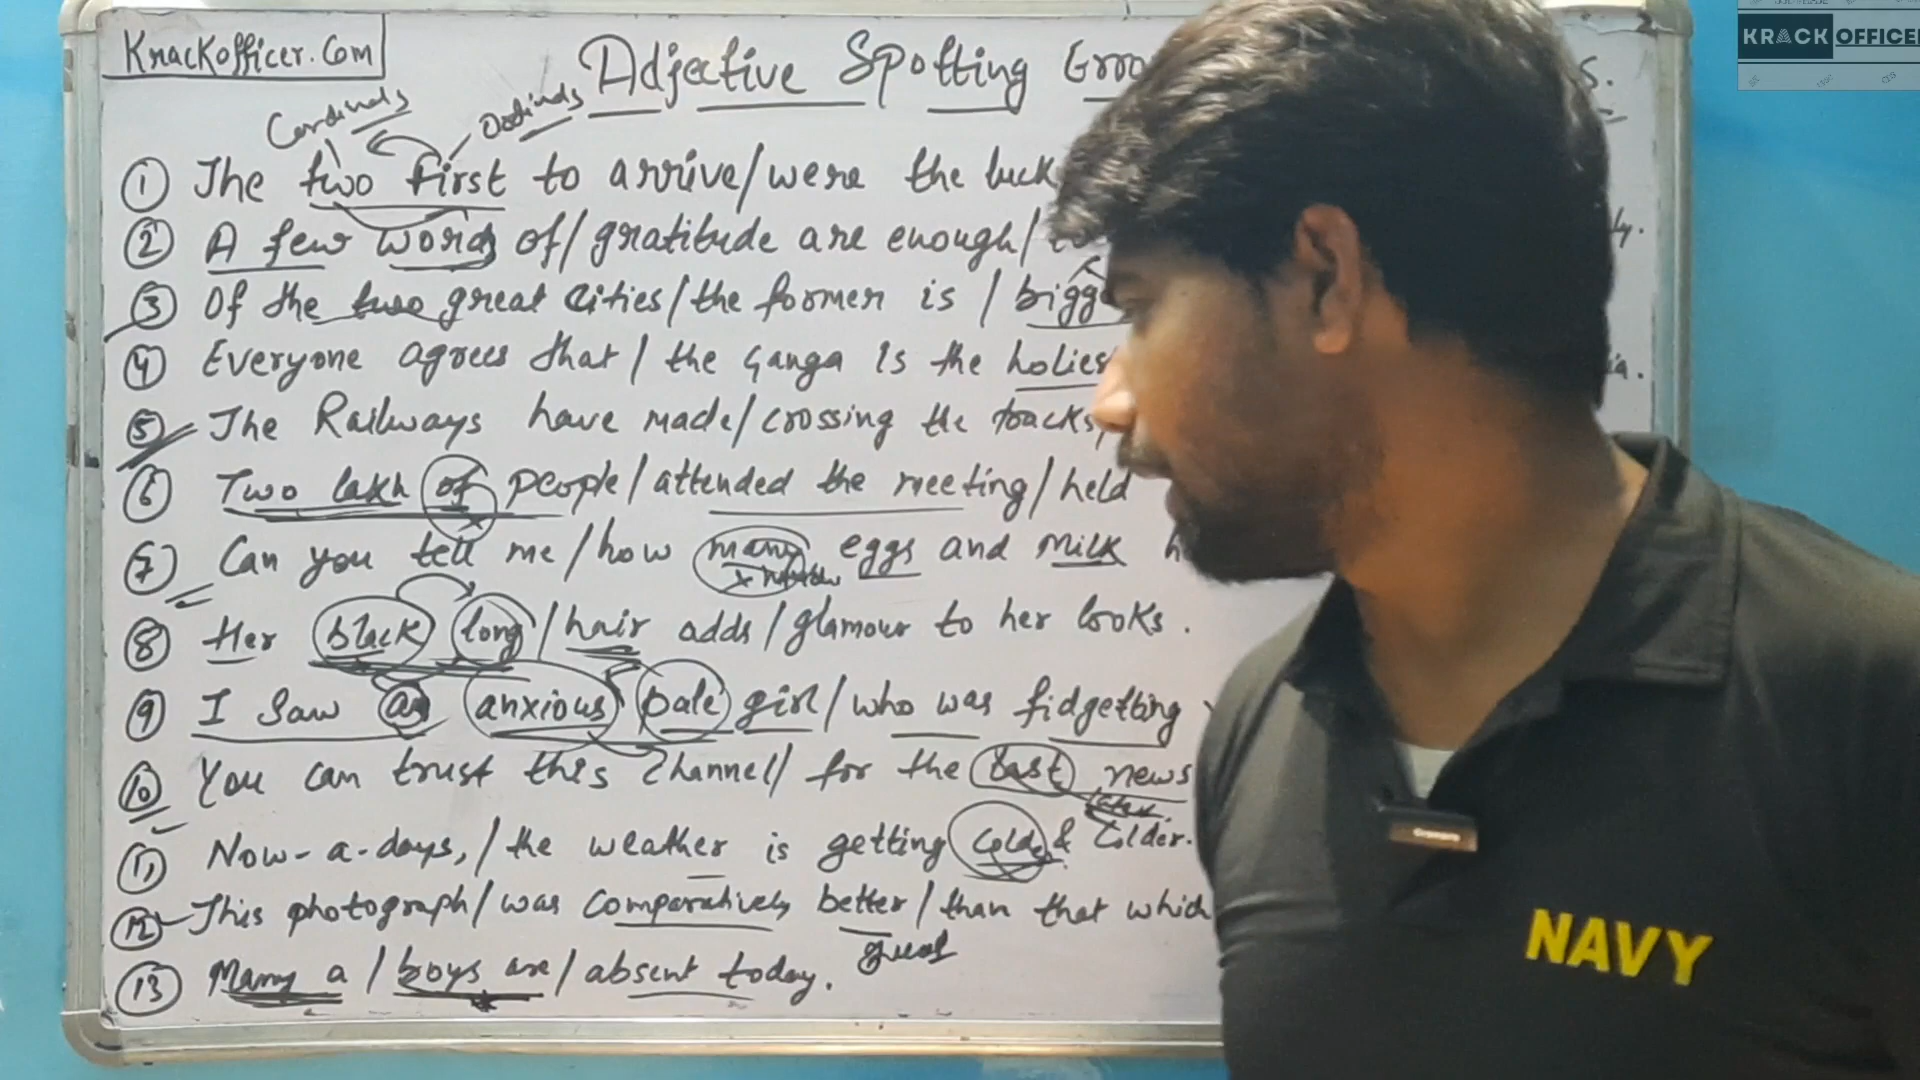 KnackOfficer.Com
Adjective Spotting Erro
S.
KRACK OFFICER
Cardinals
Ordinals
① The two first to arrive/were the luck
② A few words of/gratitude are enough/
ly.
③ Of the two great cities/the former is / bigg
④ Everyone agrees that/ the Ganga is the holies
ia.
⑤ The Railways have made/crossing the tracks/
⑥ Two lakh of people/attended the meeting/held
⑦ Can you tell me/how many eggs and milk h
⑧ Her black long /hair adds/glamour to her looks.
⑨ I Saw an anxious pale girl/ who was fidgetting
⑩ You can trust this channel/ for the last news
11 Now-a-days,/the weather is getting cold & colder.
12 This photograph/was comparatively better/than that which
good
13 Many a/boys are/absent today.
NAVY